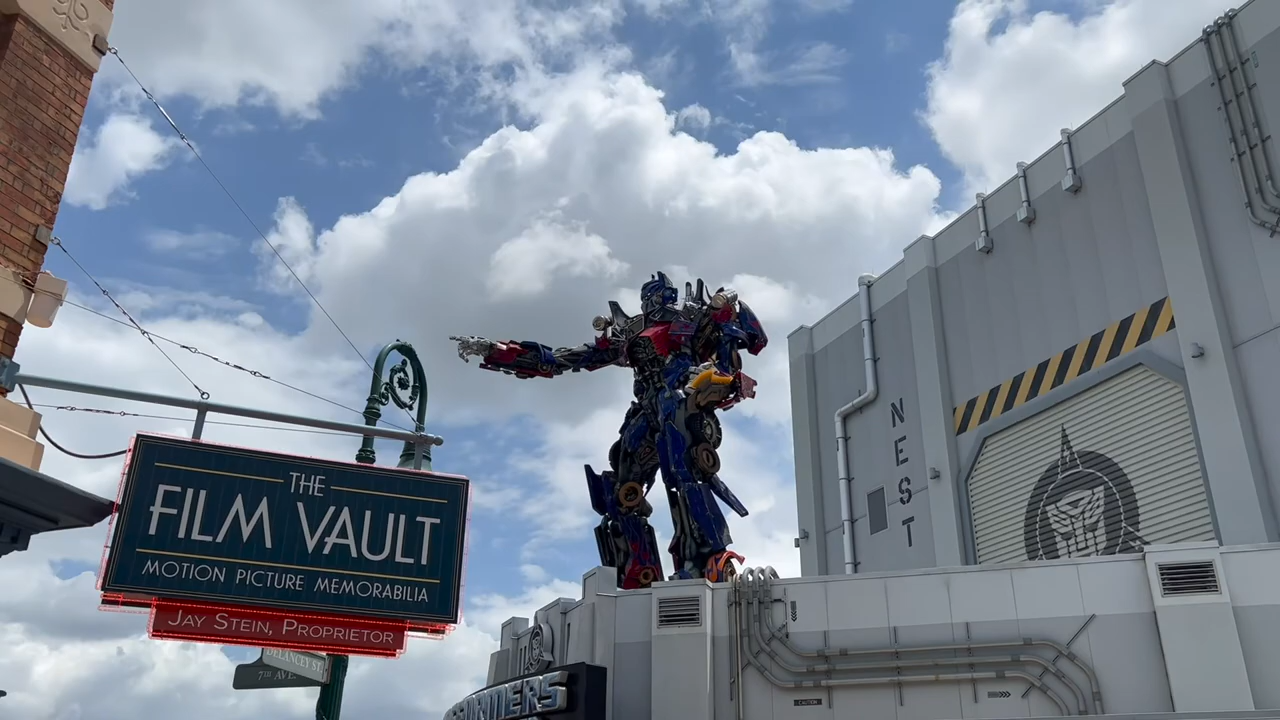 THE
FILM VAULT
MOTION PICTURE MEMORABILIA
JAY STEIN, PROPRIETOR
DELANCEY ST.
7TH AVE.
NEST
CAUTION